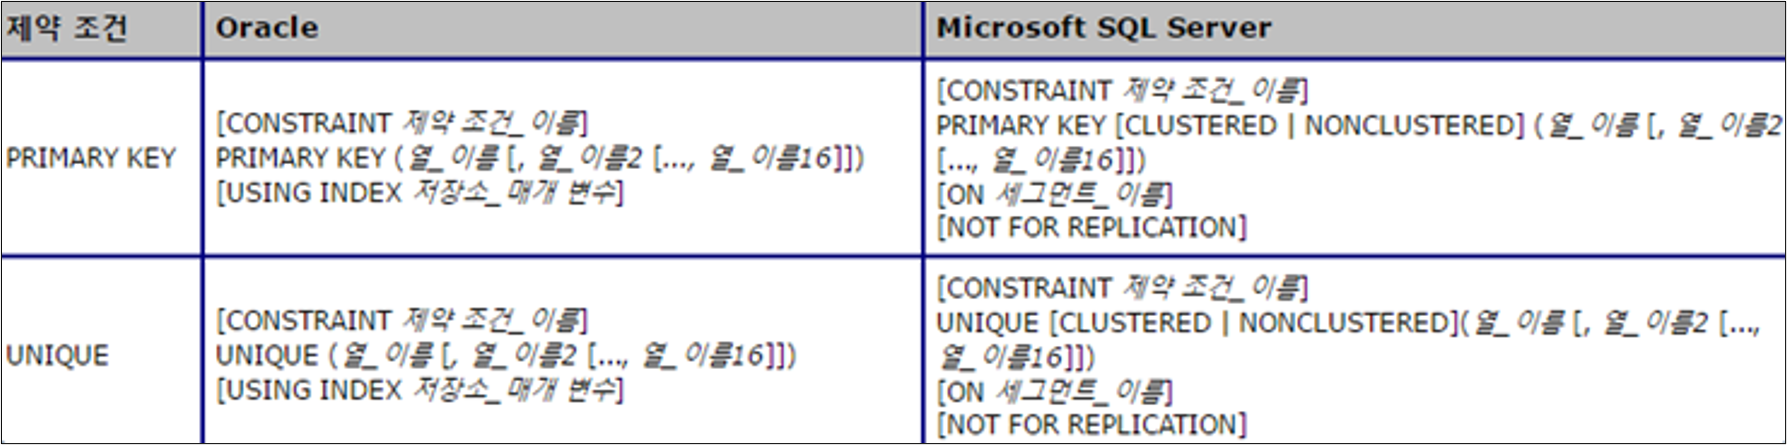 제약 조건
Oracle
Microsoft SQL Server
PRIMARY KEY
[CONSTRAINT 제약 조건_이름]
PRIMARY KEY (열_이름 [, 열_이름2 [..., 열_이름16]])
[USING INDEX 저장소_매개 변수]
[CONSTRAINT 제약 조건_이름]
PRIMARY KEY [CLUSTERED | NONCLUSTERED] (열_이름 [, 열_이름2
[..., 열_이름16]])
[ON 세그먼트_이름]
[NOT FOR REPLICATION]
UNIQUE
[CONSTRAINT 제약 조건_이름]
UNIQUE (열_이름 [, 열_이름2 [..., 열_이름16]])
[USING INDEX 저장소_매개 변수]
[CONSTRAINT 제약 조건_이름]
UNIQUE [CLUSTERED | NONCLUSTERED](열_이름 [, 열_이름2 [...,
열_이름16]])
[ON 세그먼트_이름]
[NOT FOR REPLICATION]